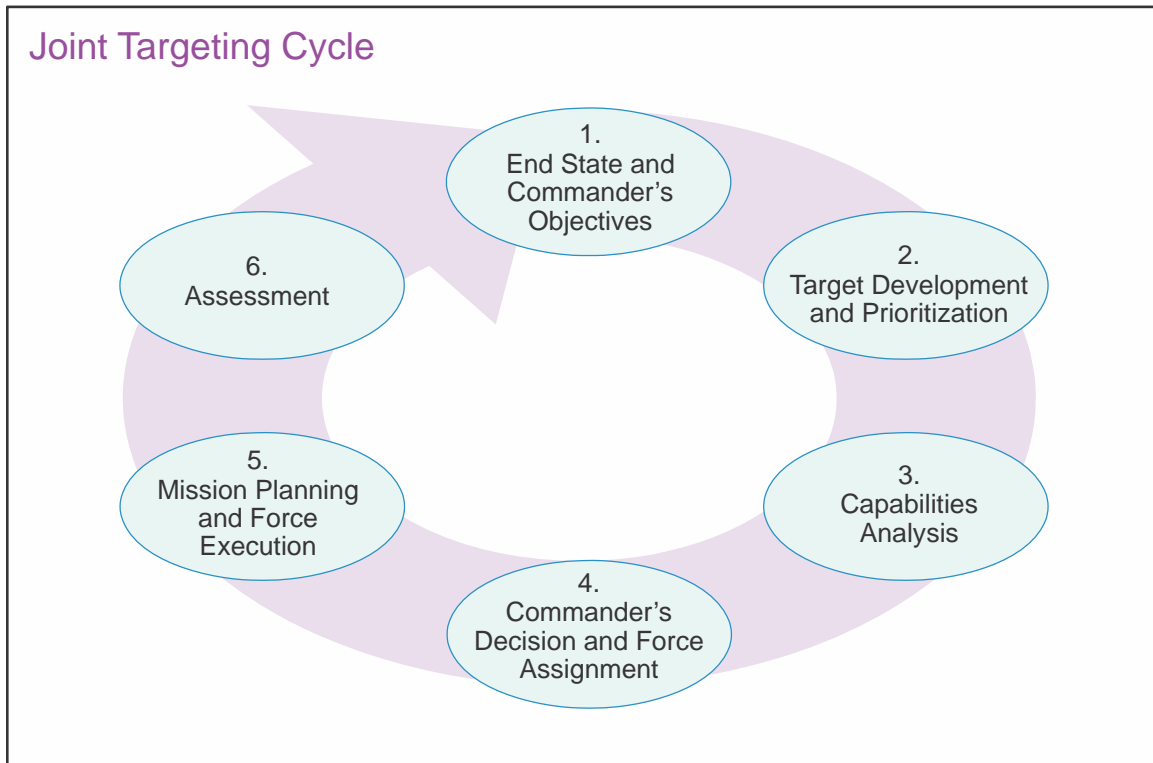 Joint Targeting Cycle
1.
End State and
Commander’s
Objectives
2.
Target Development
and Prioritization
3.
Capabilities
Analysis
4.
Commander’s
Decision and Force
Assignment
5.
Mission Planning
and Force
Execution
6.
Assessment